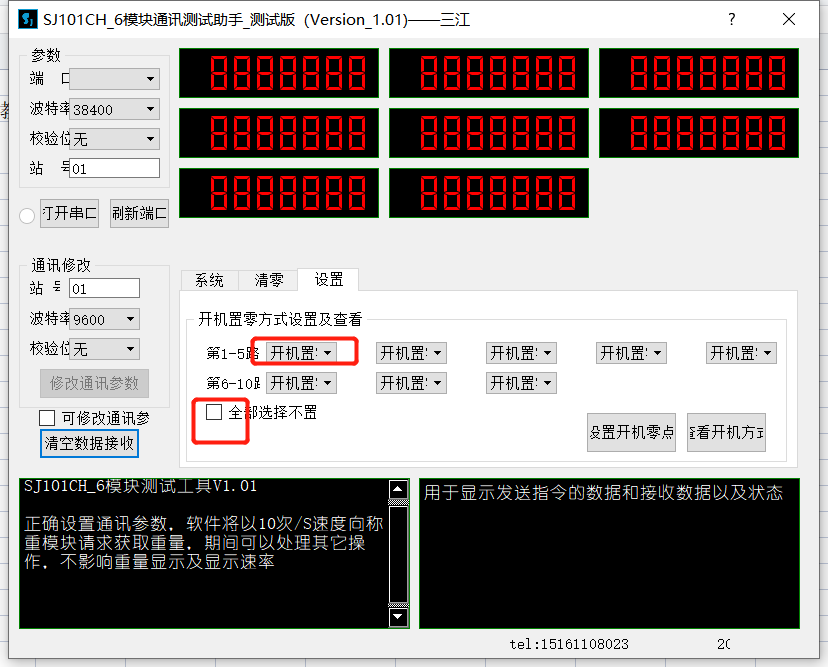 SJ101CH_6模块通讯测试助手_测试版（Version_1.01)——三江
参数
端 口
波特率 38400
校验位 无
站 号 01
打开串口 刷新端口
8888888 8888888 8888888
8888888 8888888 8888888
8888888 8888888
通讯修改
站 号 01
波特率 9600
校验位 无
修改通讯参数
可修改通讯参
清空数据接收
系统 清零 设置
开机置零方式设置及查看
第1-5路 开机置 开机置 开机置 开机置 开机置
第6-10 开机置 开机置 开机置
全部选择不置
设置开机零点 查看开机方式
SJ101CH_6模块测试工具V1.01
正确设置通讯参数，软件将以10次/S速度向称
重模块请求获取重量，期间可以处理其它操
作，不影响重量显示及显示速率
用于显示发送指令的数据和接收数据以及状态
tel:15161108023